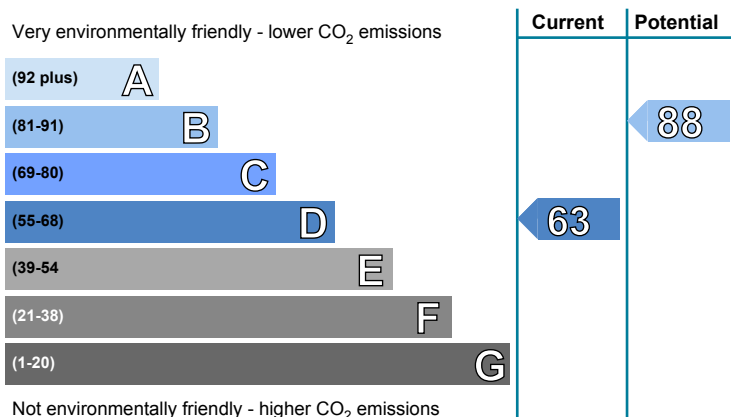 Very environmentally friendly - lower CO₂ emissions
Current
Potential
(92 plus) A
(81-91) B
88
(69-80) C
(55-68) D
63
(39-54 E
(21-38) F
(1-20) G
Not environmentally friendly - higher CO₂ emissions